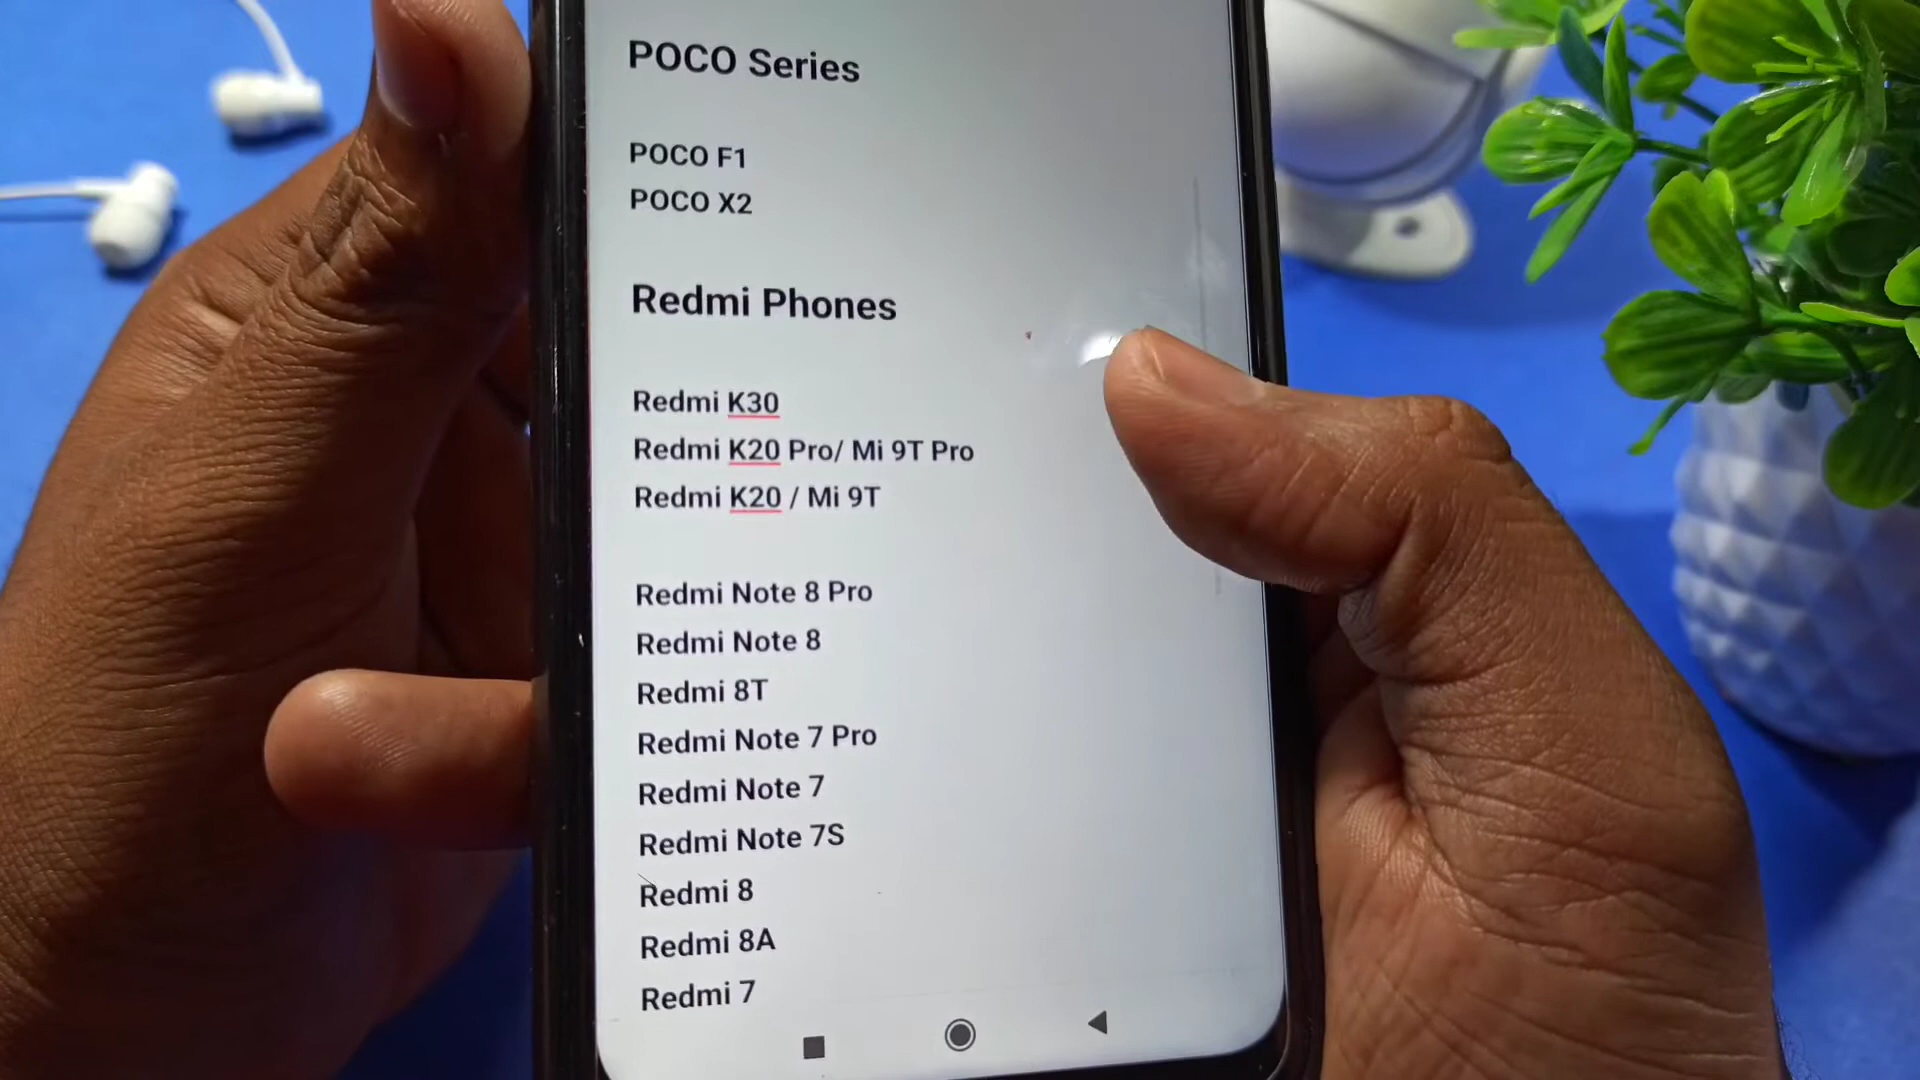 POCO Series
POCO F1
POCO X2
Redmi Phones
Redmi K30
Redmi K20 Pro/ Mi 9T Pro
Redmi K20 / Mi 9T
Redmi Note 8 Pro
Redmi Note 8
Redmi 8T
Redmi Note 7 Pro
Redmi Note 7
Redmi Note 7S
Redmi 8
Redmi 8A
Redmi 7